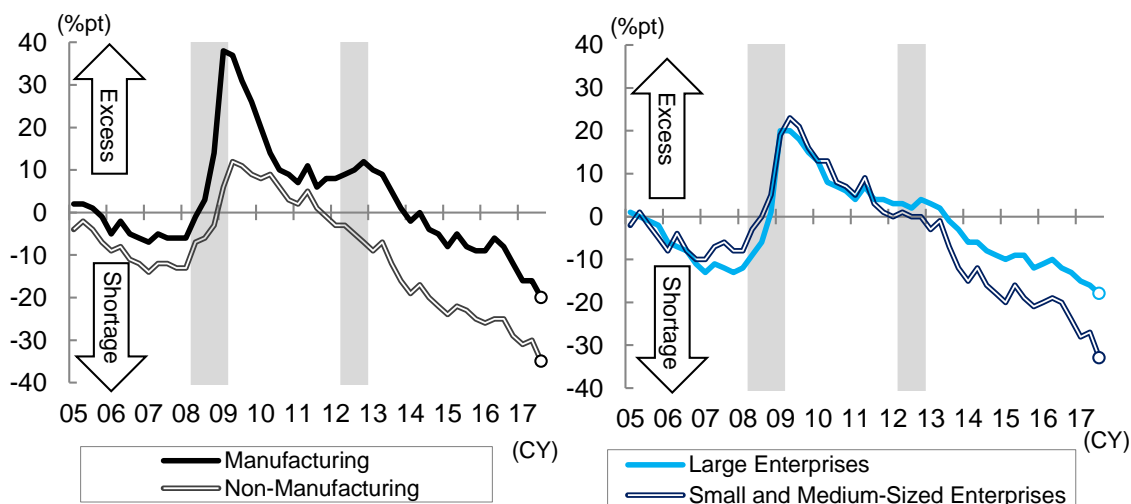 (%pt)
40
30
20
10
0
-10
-20
-30
-40
Excess
Shortage
05 06 07 08 09 10 11 12 13 14 15 16 17
(CY)
Manufacturing
Non-Manufacturing
(%pt)
40
30
20
10
0
-10
-20
-30
-40
Excess
Shortage
05 06 07 08 09 10 11 12 13 14 15 16 17
(CY)
Large Enterprises
Small and Medium-Sized Enterprises